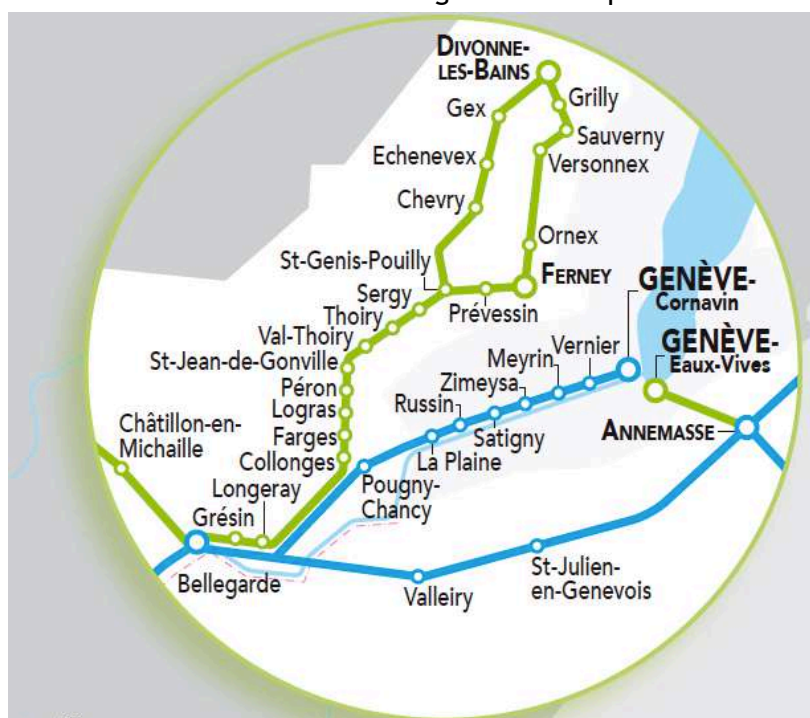 DIVONNE-
LES-BAINS
Grilly
Gex
Sauverny
Echenevex
Versonnex
Chevry
Ornex
St-Genis-Pouilly
FERNEY
GENÈVE-
Cornavin
Sergy
Prévessin
Thoiry
GENÈVE-
Eaux-Vives
Val-Thoiry
Vernier
St-Jean-de-Gonville
Meyrin
Péron
Zimeysa
Logras
Russin
Châtillon-en-
Michaille
Farges
Satigny
ANNEMASSE
Collonges
La Plaine
Longeray
Pougny-
Chancy
Grésin
Bellegarde
Valleiry
St-Julien-
en-Genevois